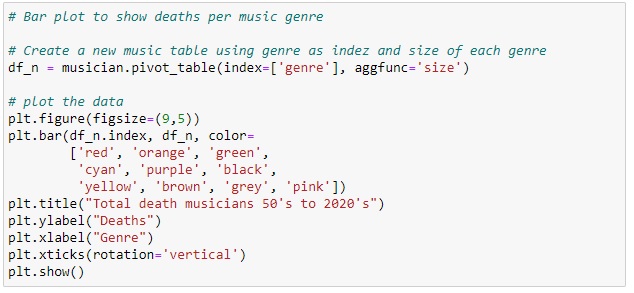 # Bar plot to show deaths per music genre
# Create a new music table using genre as indez and size of each genre
df_n = musician.pivot_table(index=['genre'], aggfunc='size')
# plot the data
plt.figure(figsize=(9,5))
plt.bar(df_n.index, df_n, color=
['red', 'orange', 'green',
'cyan', 'purple', 'black',
'yellow', 'brown', 'grey', 'pink'])
plt.title("Total death musicians 50's to 2020's")
plt.ylabel("Deaths")
plt.xlabel("Genre")
plt.xticks(rotation='vertical')
plt.show()